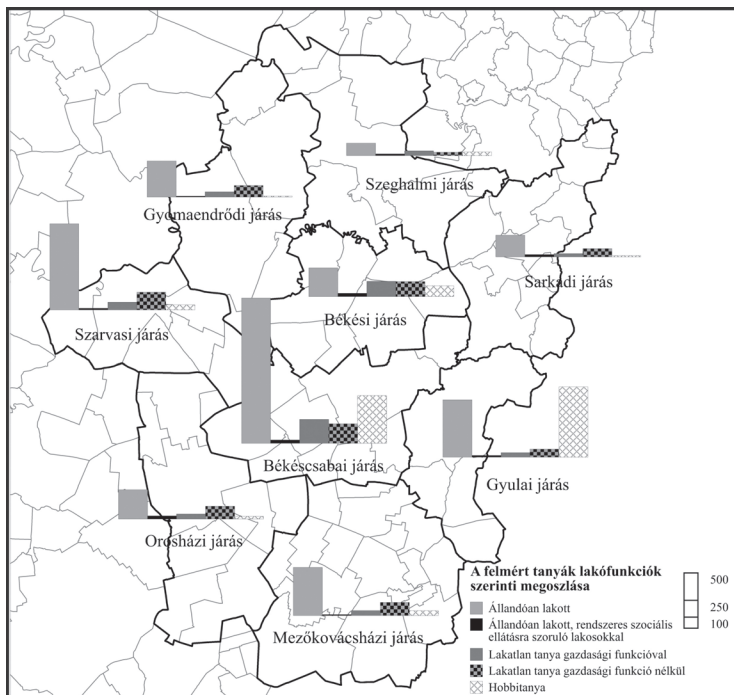 Szeghalmi járás
Gyomaendrődi járás
Sarkadi járás
Békési járás
Szarvasi járás
Békéscsabai járás
Gyulai járás
Orosházi járás
Mezőkovácsházi járás
A felmért tanyák lakófunkciók
szerinti megoszlása
Állandóan lakott
Állandóan lakott, rendszeres szociális
ellátásra szoruló lakosokkal
Lakatlan tanya gazdasági funkcióval
Lakatlan tanya gazdasági funkció nélkül
Hobbitanya
500
250
100